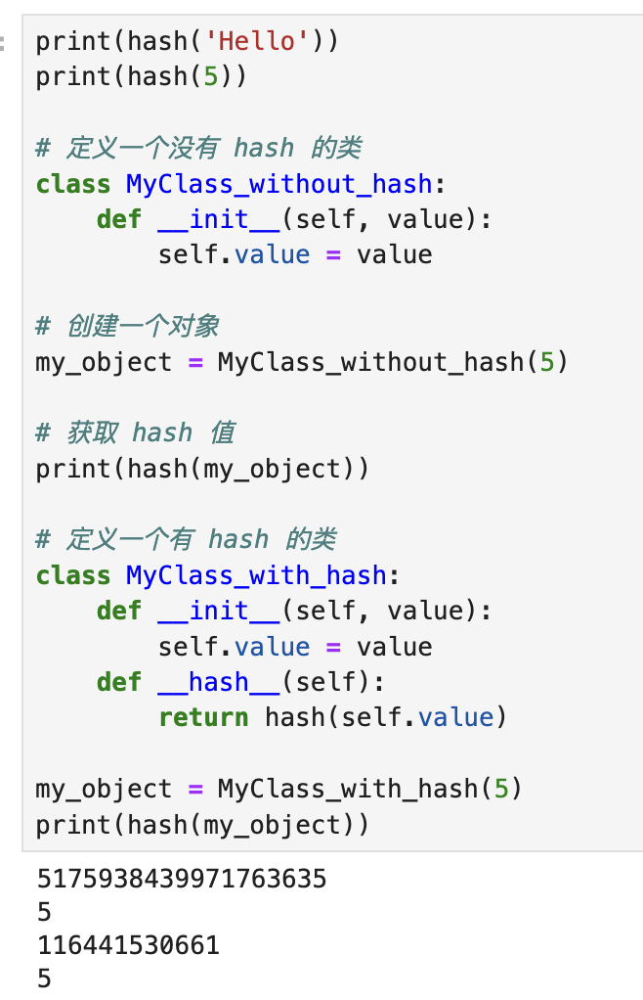 print(hash('Hello'))
print(hash(5))

# 定义一个没有 hash 的类
class MyClass_without_hash:
    def __init__(self, value):
        self.value = value

# 创建一个对象
my_object = MyClass_without_hash(5)

# 获取 hash 值
print(hash(my_object))

# 定义一个有 hash 的类
class MyClass_with_hash:
    def __init__(self, value):
        self.value = value
    def __hash__(self):
        return hash(self.value)

my_object = MyClass_with_hash(5)
print(hash(my_object))
5175938439971763635
5
116441530661
5